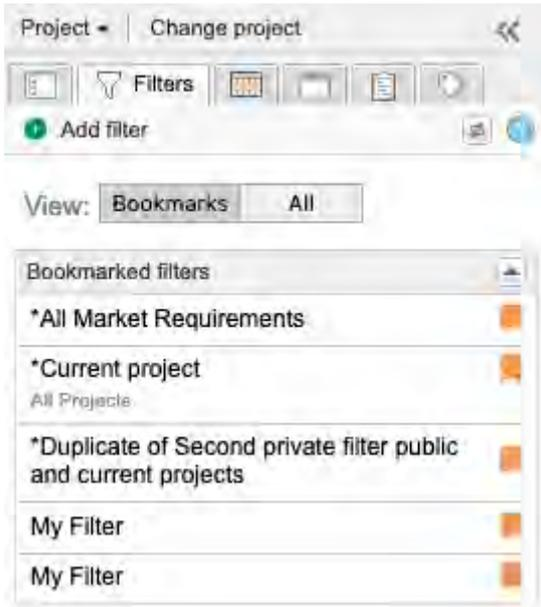 Project Change project
Filters
Add filter
View: Bookmarks All
Bookmarked filters
*All Market Requirements
*Current project
All Projects
*Duplicate of Second private filter public
and current projects
My Filter
My Filter